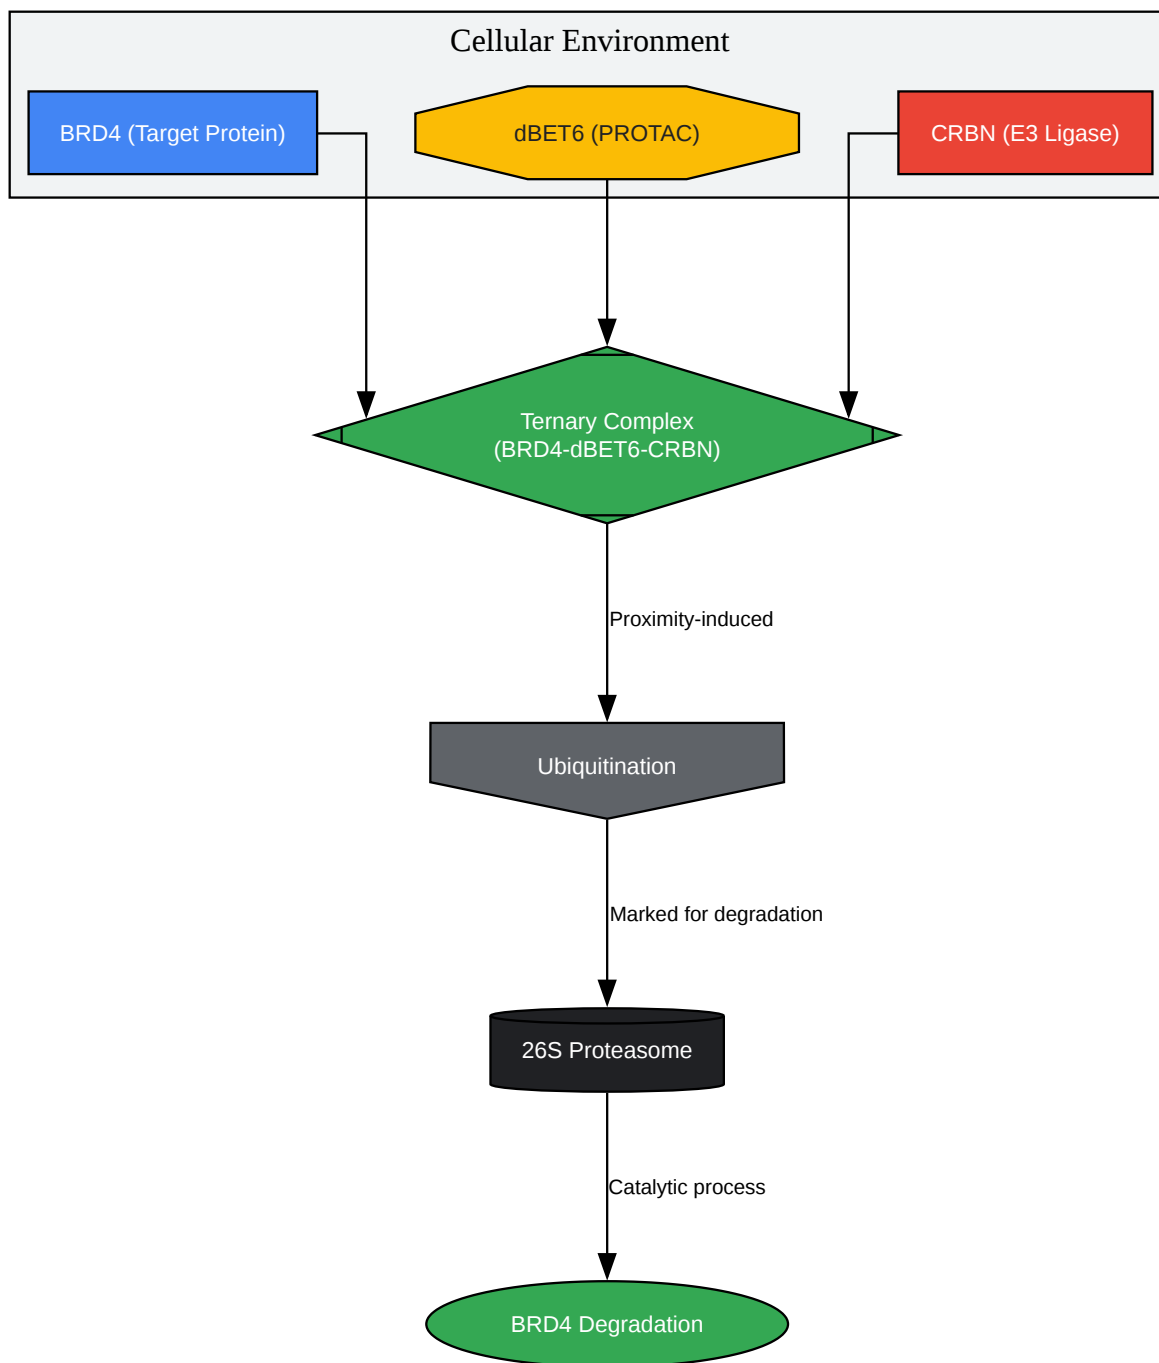 Cellular Environment
BRD4 (Target Protein)
dBET6 (PROTAC)
CRBN (E3 Ligase)
Ternary Complex
(BRD4-dBET6-CRBN)
Proximity-induced
Ubiquitination
Marked for degradation
26S Proteasome
Catalytic process
BRD4 Degradation